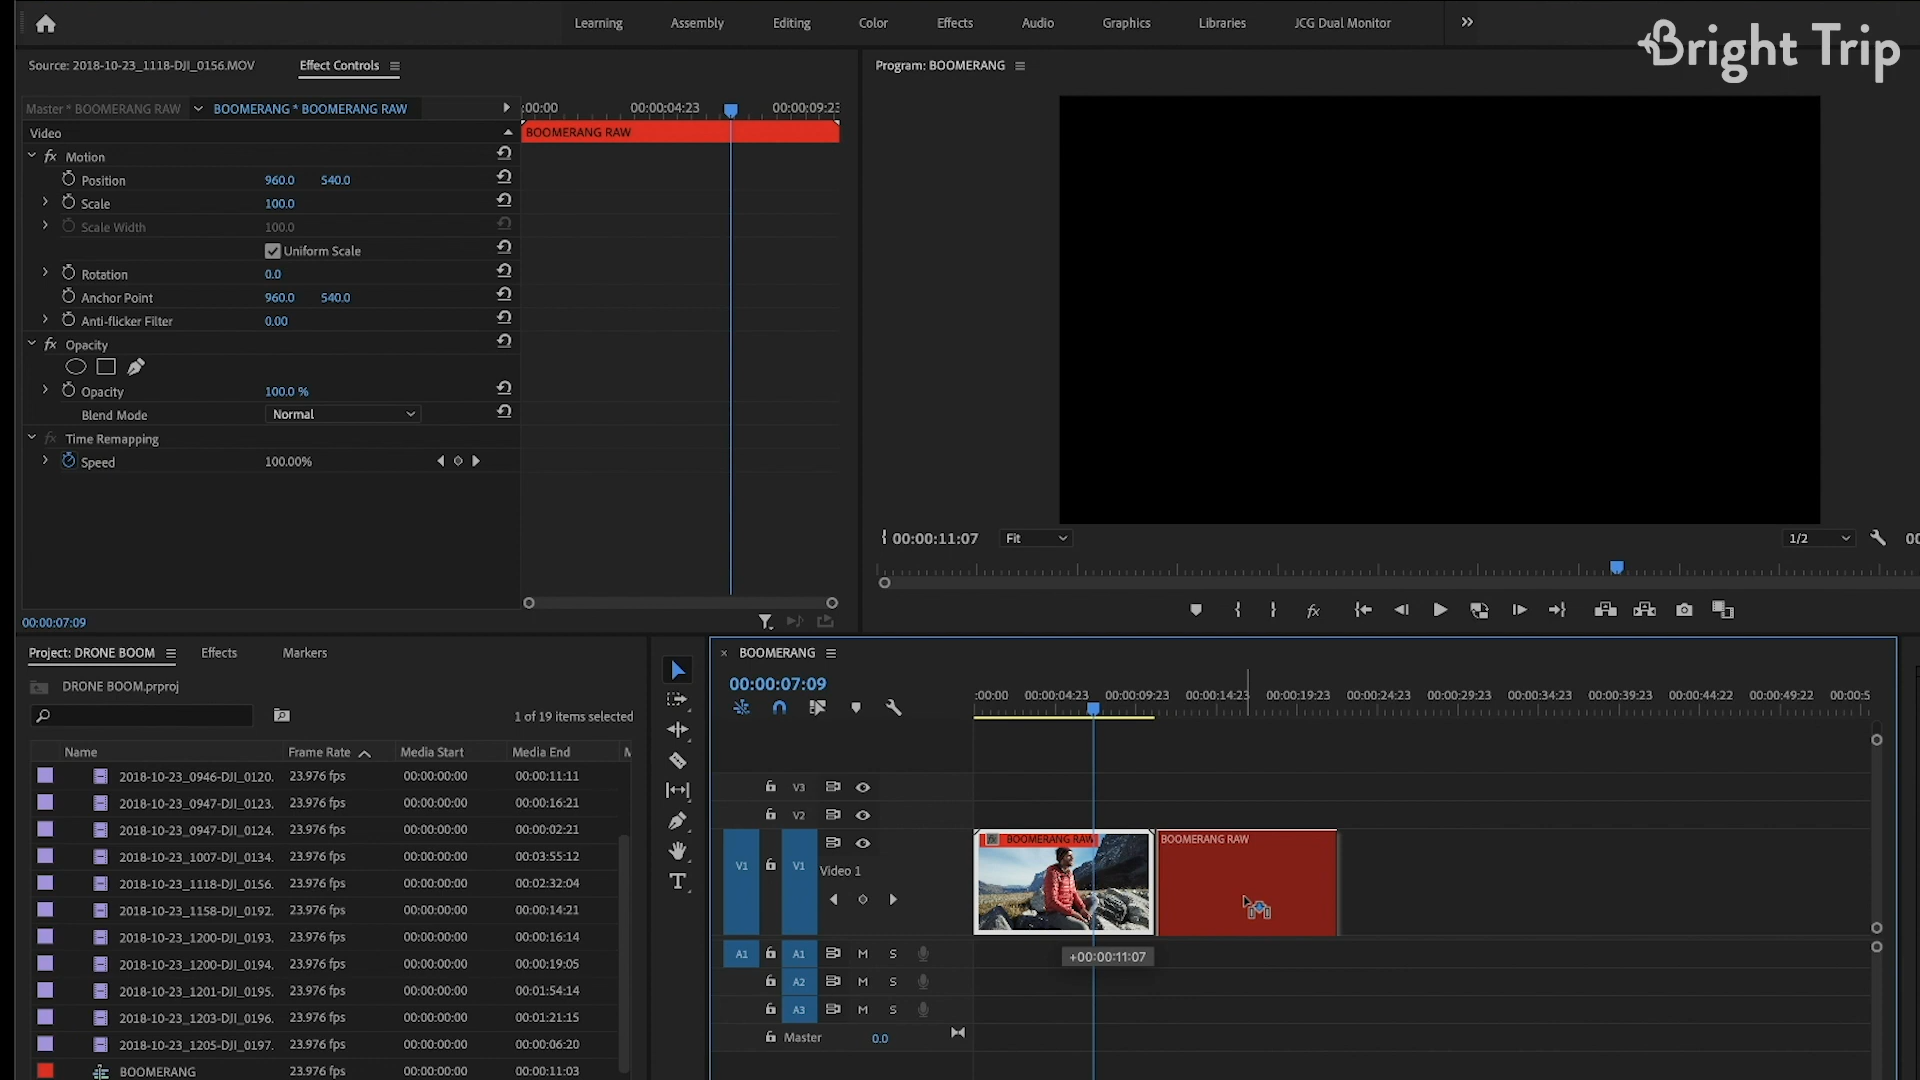 Learning Assembly Editing Color Effects Audio Graphics Libraries JCG Dual Monitor
Bright Trip
Source: 2018-10-23_1118-DJI_0156.MOV Effect Controls
Program: BOOMERANG
Master * BOOMERANG RAW BOOMERANG * BOOMERANG RAW
:00:00 00:00:04:23 00:00:09:23
Video
BOOMERANG RAW
fx Motion
Position 960.0 540.0
Scale 100.0
Scale Width 100.0
Uniform Scale
Rotation 0.0
Anchor Point 960.0 540.0
Anti-flicker Filter 0.00
fx Opacity
Opacity 100.0 %
Blend Mode Normal
fx Time Remapping
Speed 100.00%
00:00:11:07 Fit 1/2 00
fx
00:00:07:09
Project: DRONE BOOM Effects Markers
DRONE BOOM.prproj
1 of 19 items selected
Name Frame Rate Media Start Media End
2018-10-23_0946-DJI_0120. 23.976 fps 00:00:00:00 00:00:11:11
2018-10-23_0947-DJI_0123. 23.976 fps 00:00:00:00 00:00:16:21
2018-10-23_0947-DJI_0124. 23.976 fps 00:00:00:00 00:00:02:21
2018-10-23_1007-DJI_0134. 23.976 fps 00:00:00:00 00:03:55:12
2018-10-23_1118-DJI_0156. 23.976 fps 00:00:00:00 00:02:32:04
2018-10-23_1158-DJI_0192. 23.976 fps 00:00:00:00 00:00:14:21
2018-10-23_1200-DJI_0193. 23.976 fps 00:00:00:00 00:00:16:14
2018-10-23_1200-DJI_0194. 23.976 fps 00:00:00:00 00:00:19:05
2018-10-23_1201-DJI_0195. 23.976 fps 00:00:00:00 00:01:54:14
2018-10-23_1203-DJI_0196. 23.976 fps 00:00:00:00 00:01:21:15
2018-10-23_1205-DJI_0197. 23.976 fps 00:00:00:00 00:00:06:20
BOOMERANG 23.976 fps 00:00:00:00 00:00:11:03
BOOMERANG
00:00:07:09
:00:00 00:00:04:23 00:00:09:23 00:00:14:23 00:00:19:23 00:00:24:23 00:00:29:23 00:00:34:23 00:00:39:23 00:00:44:22 00:00:49:22 00:00:5
V3
V2
V1 V1 Video 1
BOOMERANG RAW BOOMERANG RAW
A1 A1 M S
+00:00:11:07
A2 M S
A3 M S
Master 0.0